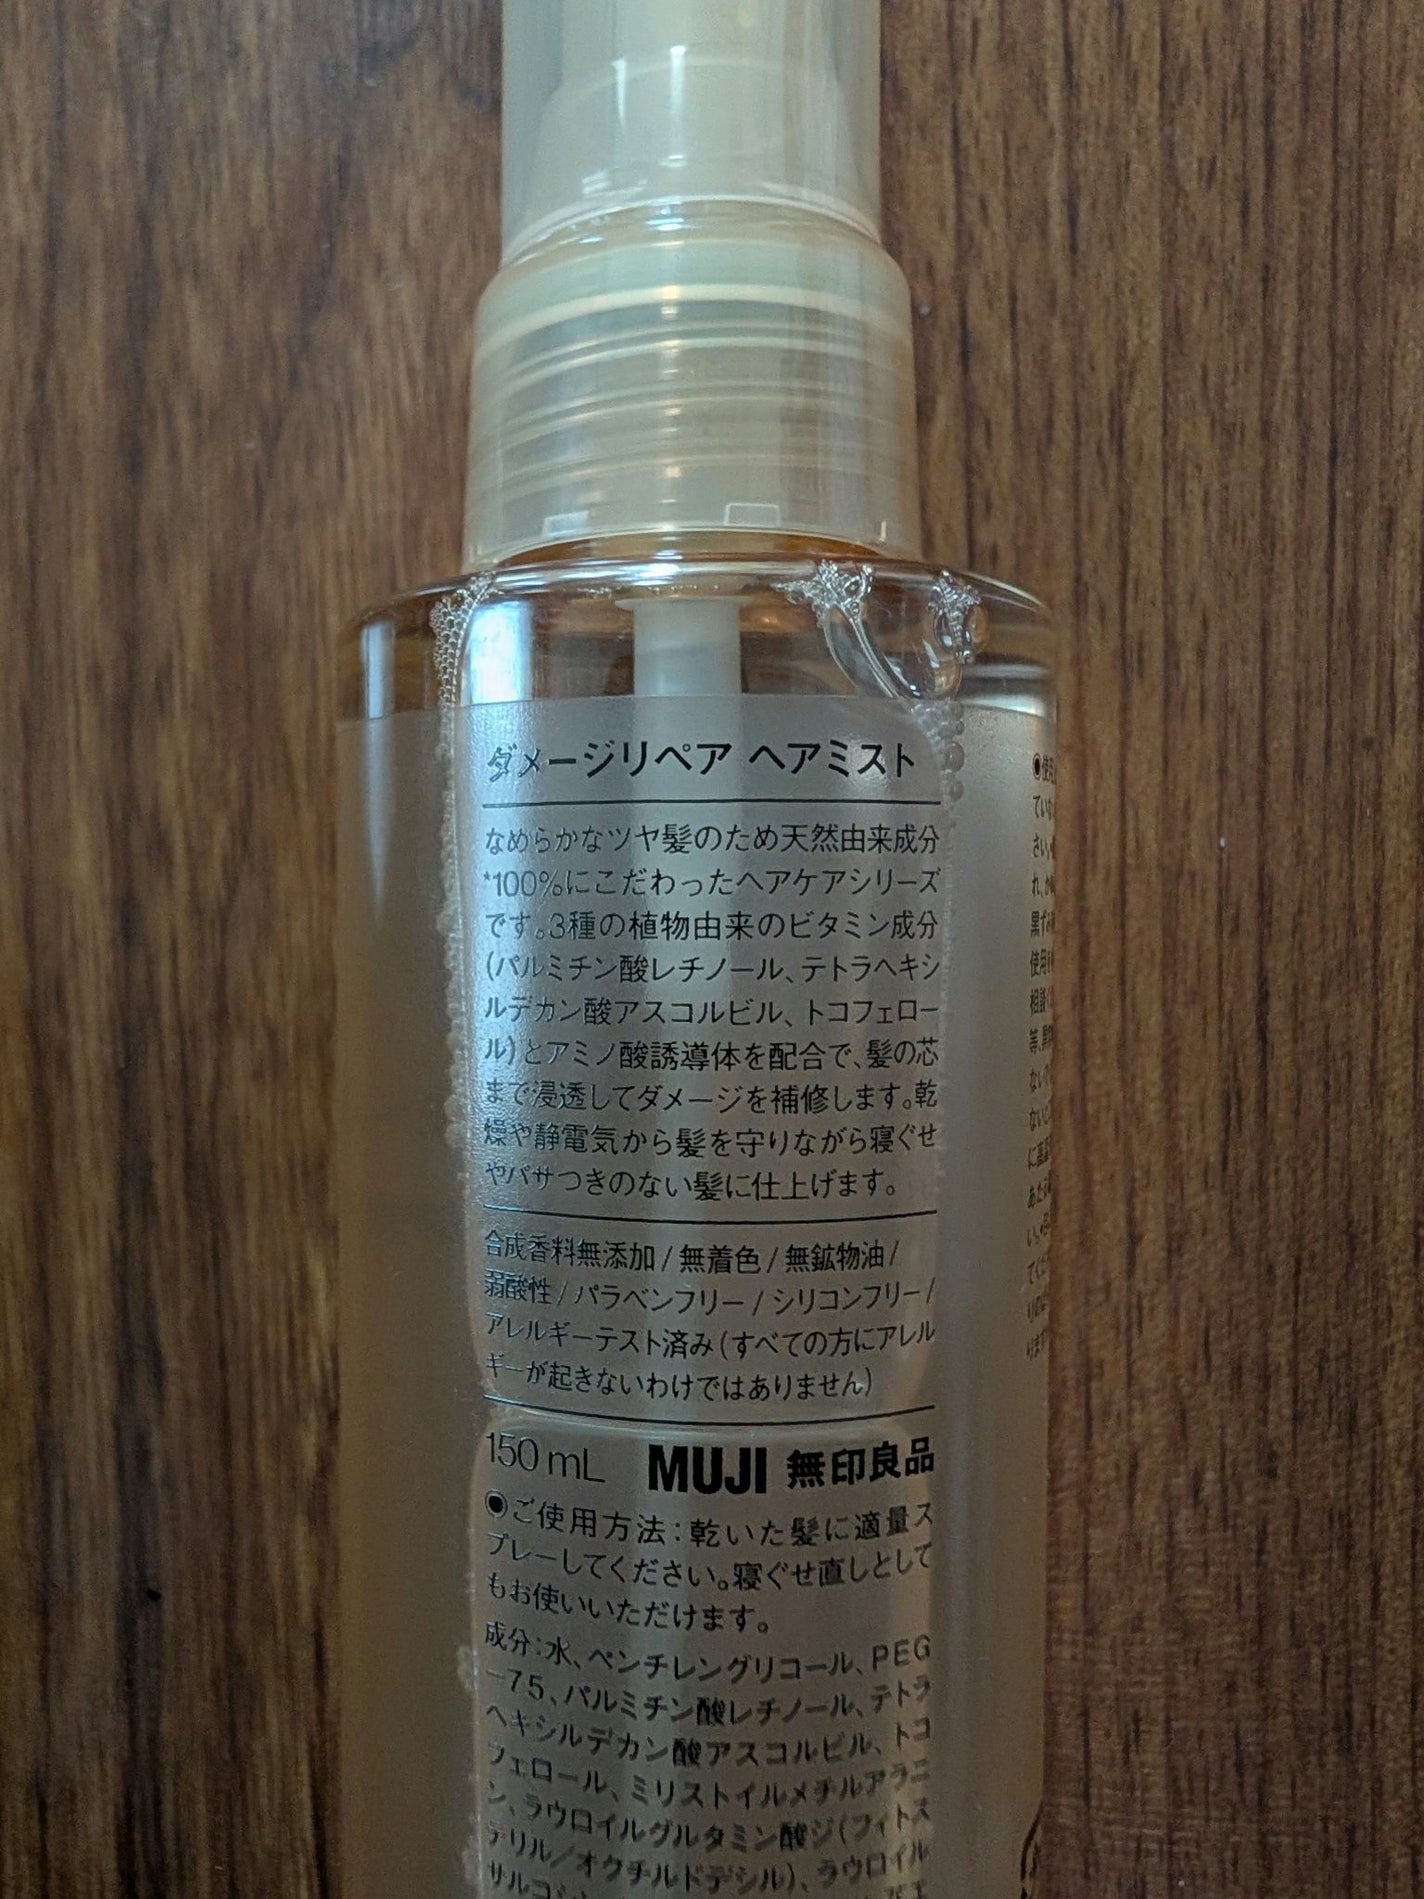 ダメージリペア ヘアミスト
なめらかなツヤ髪のため天然由来成分
*100%にこだわったヘアケアシリーズ
です。3種の植物由来のビタミン成分
(パルミチン酸レチノール、テトラヘキシ
ルデカン酸アスコルビル、トコフェロー
ル)とアミノ酸誘導体を配合で、髪の芯
まで浸透してダメージを補修します。乾
燥や静電気から髪を守りながら寝ぐせ
やパサつきのない髪に仕上げます。
合成香料無添加/無着色/無鉱物油/
弱酸性/パラベンフリー/シリコンフリー/
アレルギーテスト済み(すべての方にアレル
ギーが起きないわけではありません)
150mL MUJI 無印良品
◉ご使用方法:乾いた髪に適量ス
プレーしてください。寝ぐせ直しとして
もお使いいただけます。
成分:水、ペンチレングリコール、PEG
-75、パルミチン酸レチノール、テトラ
ヘキシルデカン酸アスコルビル、トコ
フェロール、ミリストイルメチルアラニ
ン、ラウロイルグルタミン酸ジ(フィトス
テリル/オクチルドデシル)、ラウロイル
サルコシ